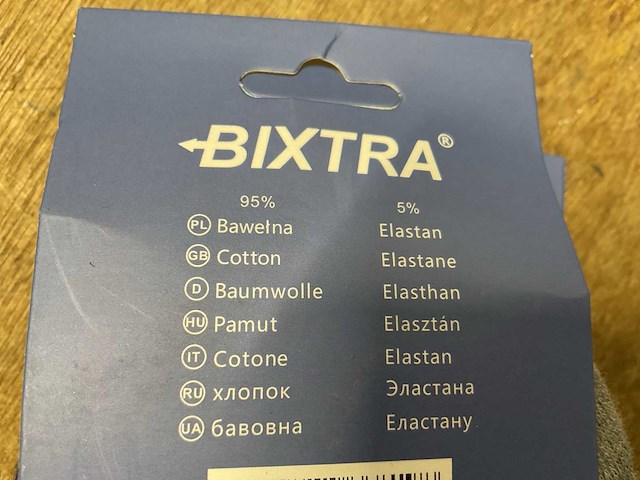 BIXTRA®
95% 5%
PL Bawełna Elastan
GB Cotton Elastane
D Baumwolle Elasthan
HU Pamut Elasztán
IT Cotone Elastan
RU хлопок Эластана
UA бавовна Еластану